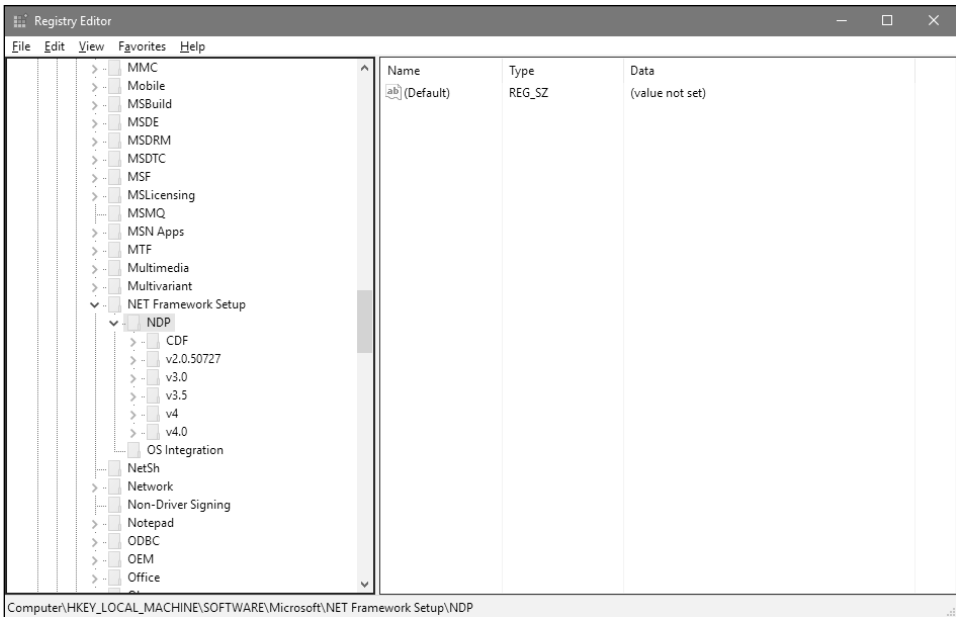 Registry Editor
File Edit View Favorites Help
MMC
Mobile
MSBuild
MSDE
MSDRM
MSDTC
MSF
MSLicensing
MSMQ
MSN Apps
MTF
Multimedia
Multivariant
NET Framework Setup
NDP
CDF
v2.0.50727
v3.0
v3.5
v4
v4.0
OS Integration
NetSh
Network
Non-Driver Signing
Notepad
ODBC
OEM
Office
Name Type Data
ab (Default) REG_SZ (value not set)
Computer\HKEY_LOCAL_MACHINE\SOFTWARE\Microsoft\NET Framework Setup\NDP